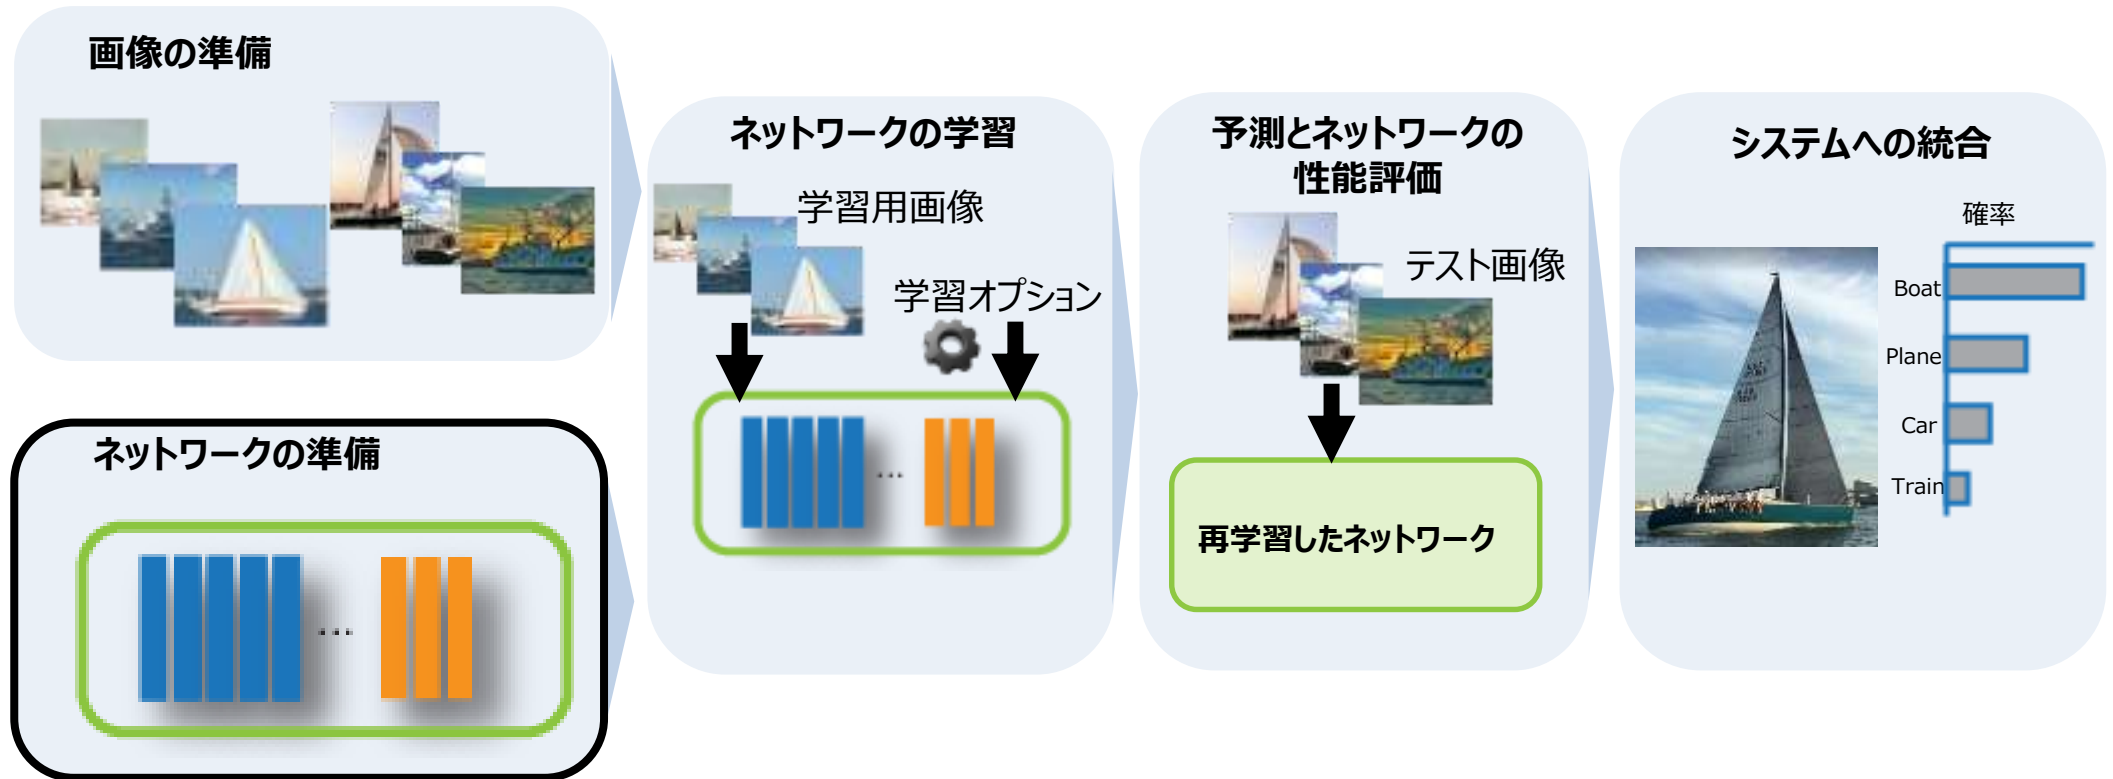 画像の準備
ネットワークの準備
ネットワークの学習
学習用画像
学習オプション
...
予測とネットワークの
性能評価
テスト画像
再学習したネットワーク
システムへの統合
確率
Boat
Plane
Car
Train